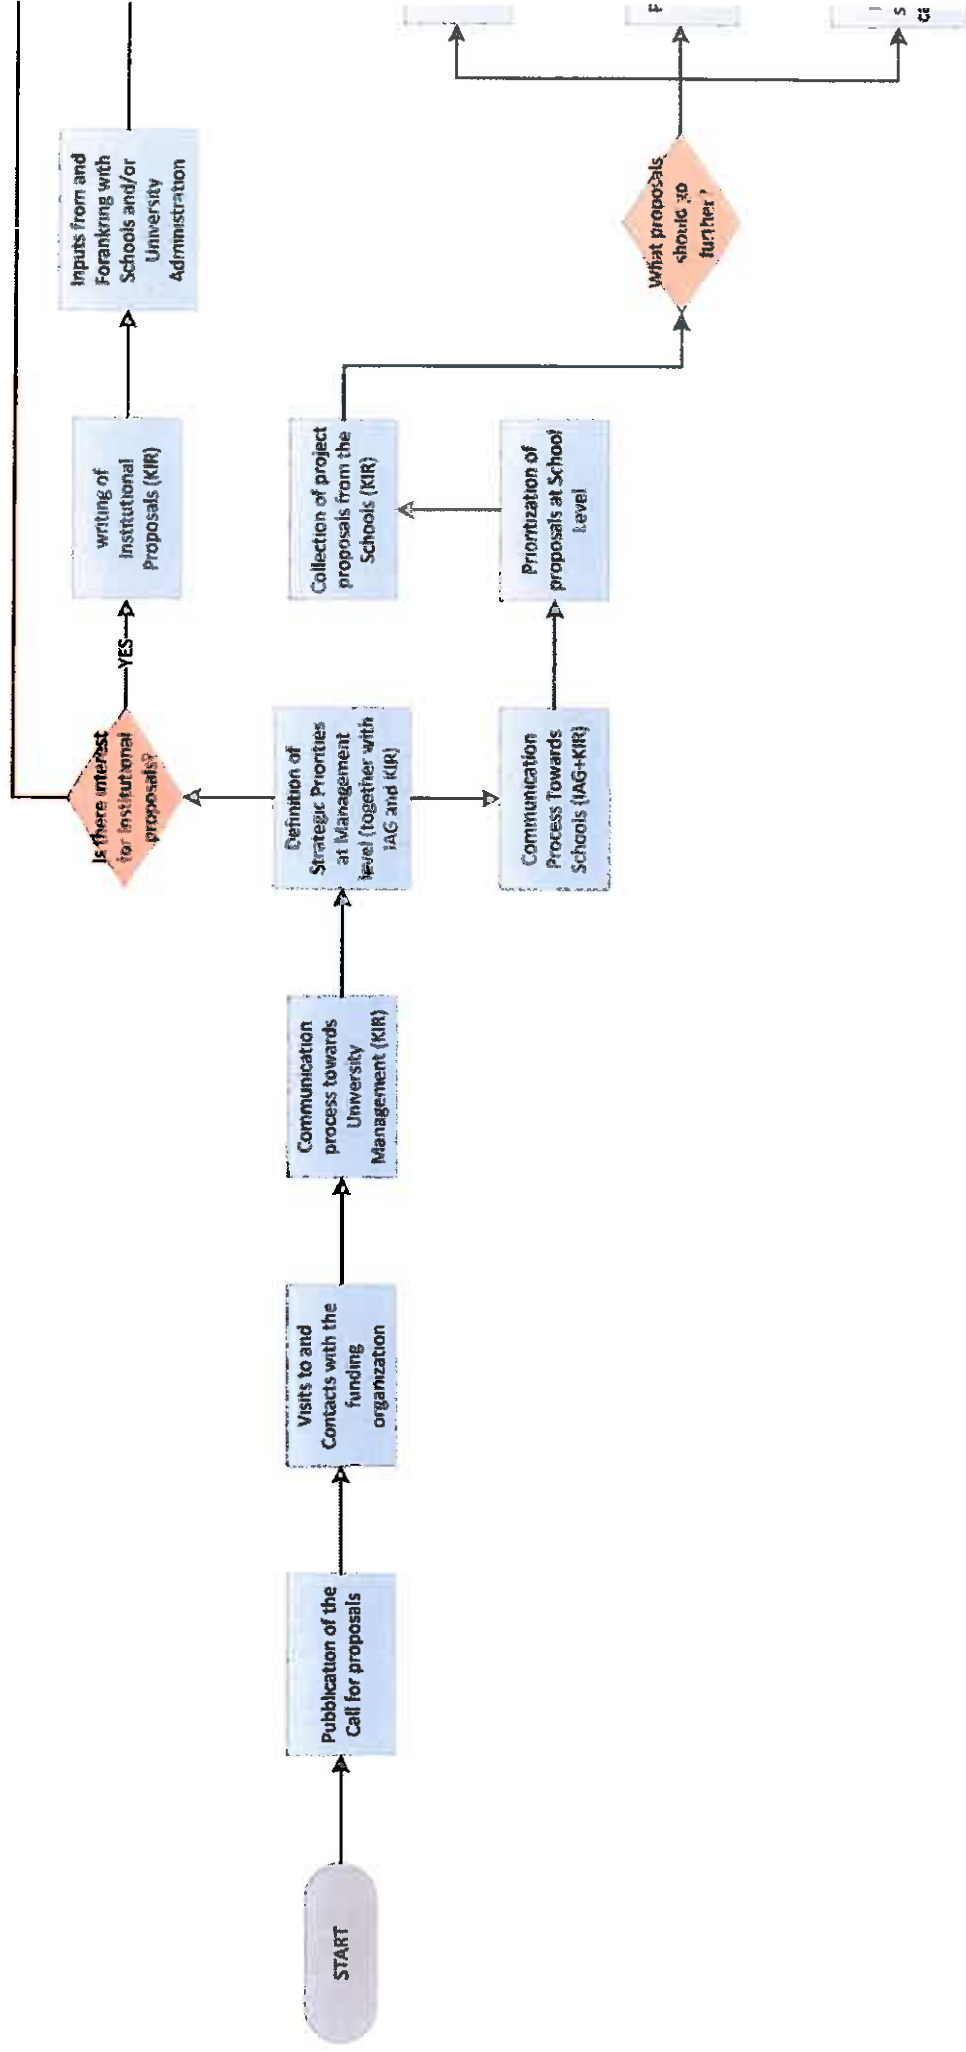 START
Pubblication of the
Call for proposals
Visits to and
Contacts with the
funding
organization
Communication
process towards
University
Management (KIR)
Definition of
Strategic Priorities
at Management
level (together with
IAG and KIR)
Is there interest
for Institutional
proposals?
YES
writing of
Institutional
Proposals (KIR)
Inputs from and
Forankring with
Schools and/or
University
Administration
Communication
Process Towards
Schools (IAG+KIR)
Prioritization of
proposals at School
Level
Collection of project
proposals from the
Schools (KIR)
What proposals
should go
further?